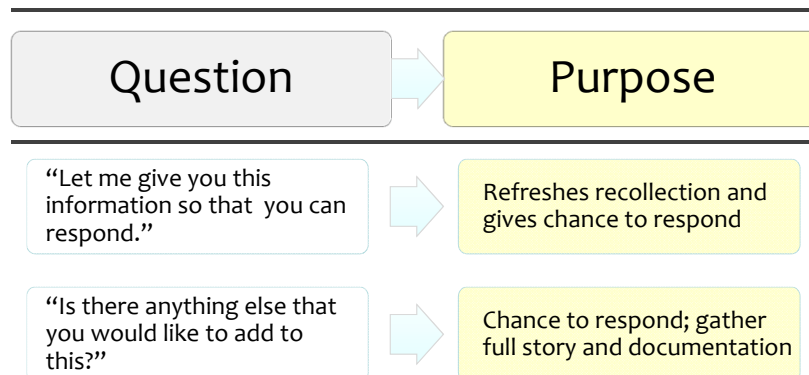 Question
Purpose
“Let me give you this
information so that  you can
respond.”
Refreshes recollection and
gives chance to respond
“Is there anything else that
you would like to add to
this?”
Chance to respond; gather
full story and documentation